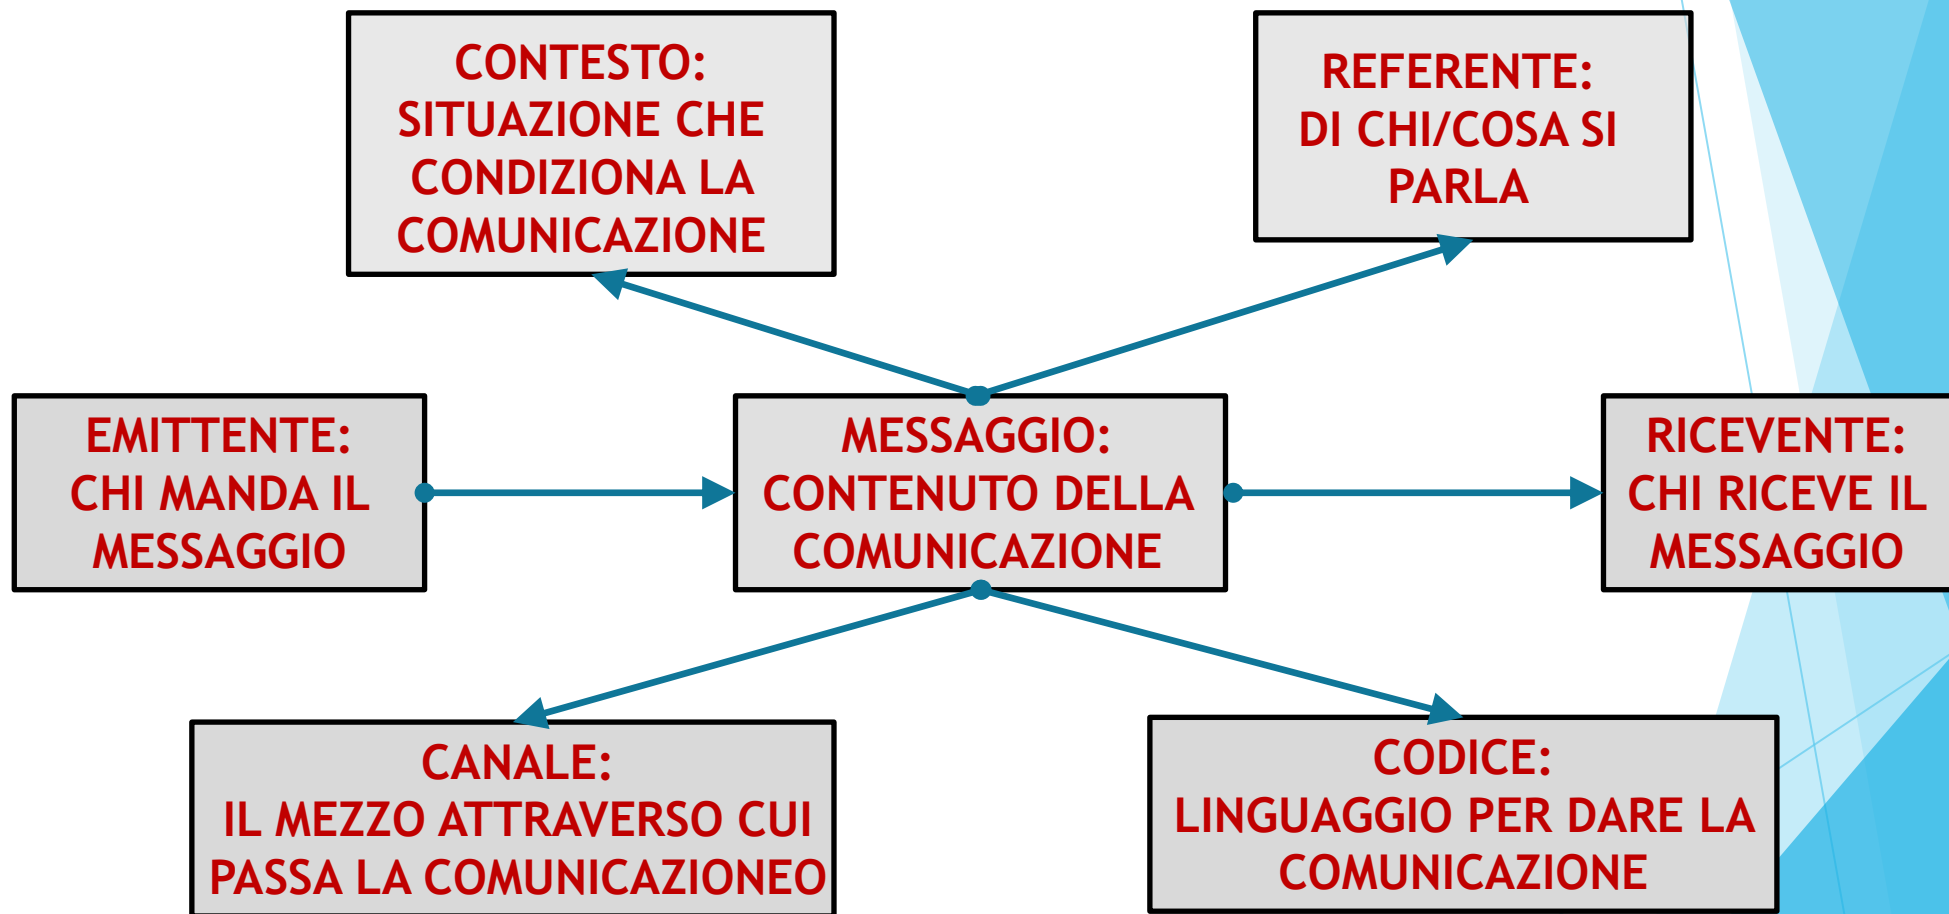 CONTESTO:
SITUAZIONE CHE
CONDIZIONA LA
COMUNICAZIONE
REFERENTE:
DI CHI/COSA SI
PARLA
EMITTENTE:
CHI MANDA IL
MESSAGGIO
MESSAGGIO:
CONTENUTO DELLA
COMUNICAZIONE
RICEVENTE:
CHI RICEVE IL
MESSAGGIO
CANALE:
IL MEZZO ATTRAVERSO CUI
PASSA LA COMUNICAZIONEO
CODICE:
LINGUAGGIO PER DARE LA
COMUNICAZIONE